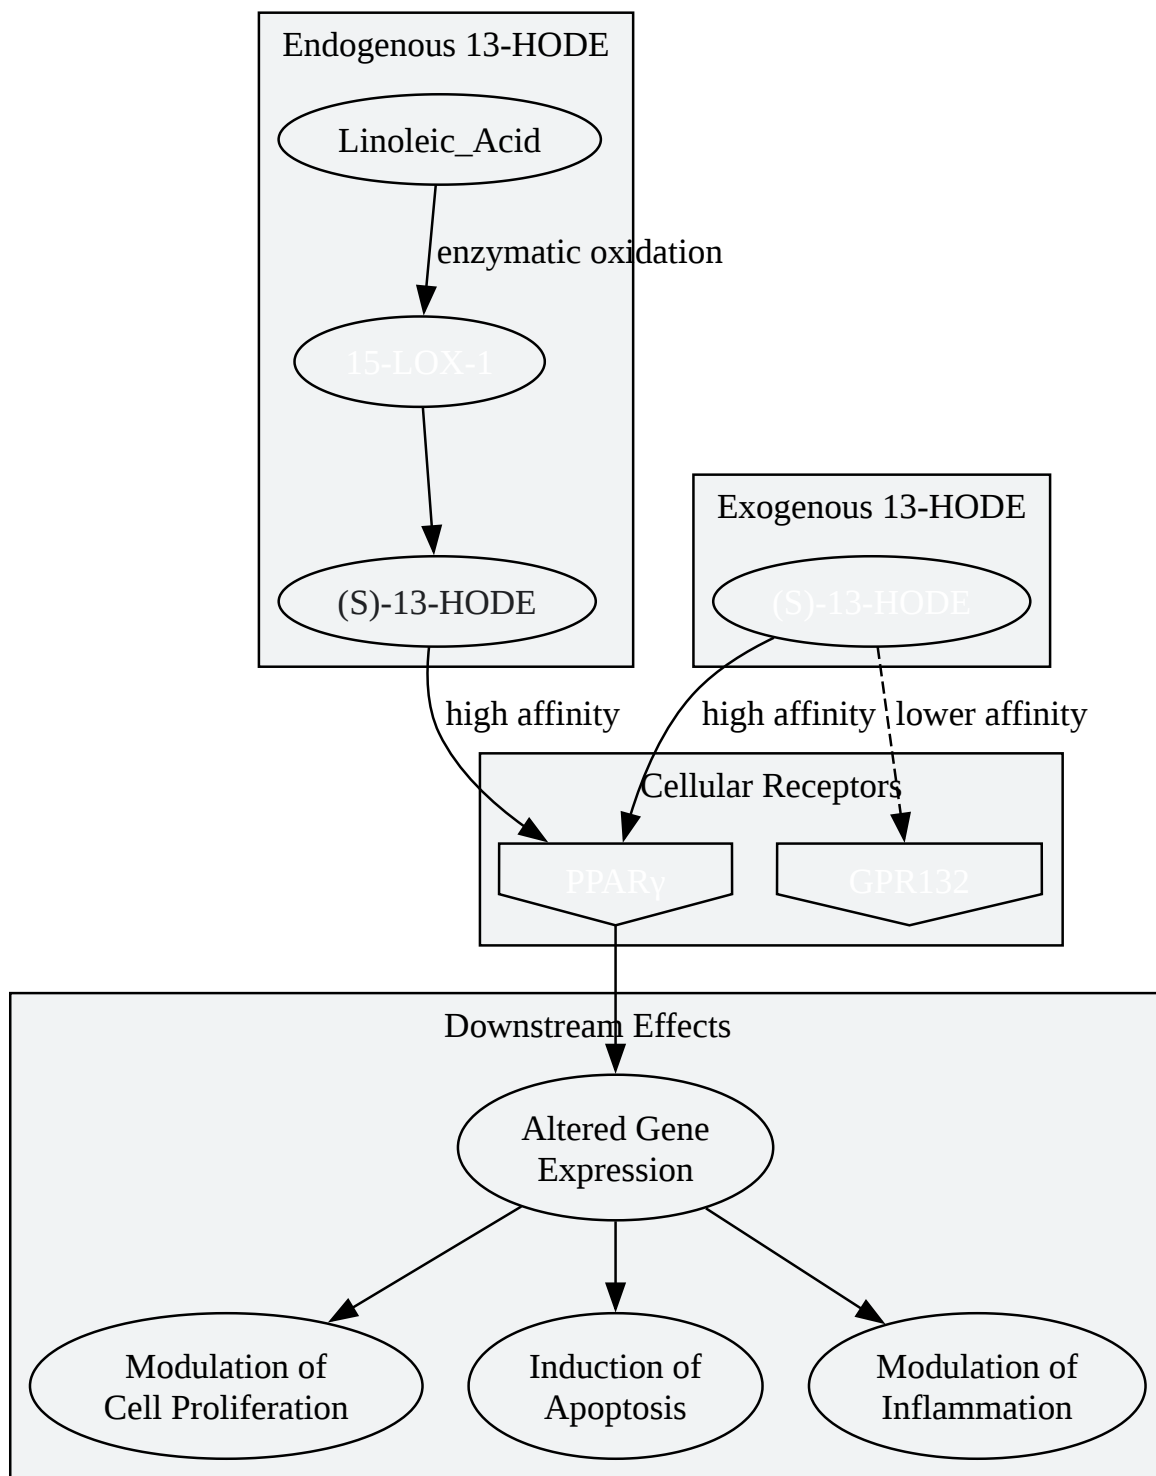 Endogenous 13-HODE
Linoleic_Acid
enzymatic oxidation
15-LOX-1
(S)-13-HODE
Exogenous 13-HODE
(S)-13-HODE
high affinity
high affinity
lower affinity
Cellular Receptors
PPARγ
GPR132
Downstream Effects
Altered Gene
Expression
Modulation of
Cell Proliferation
Induction of
Apoptosis
Modulation of
Inflammation